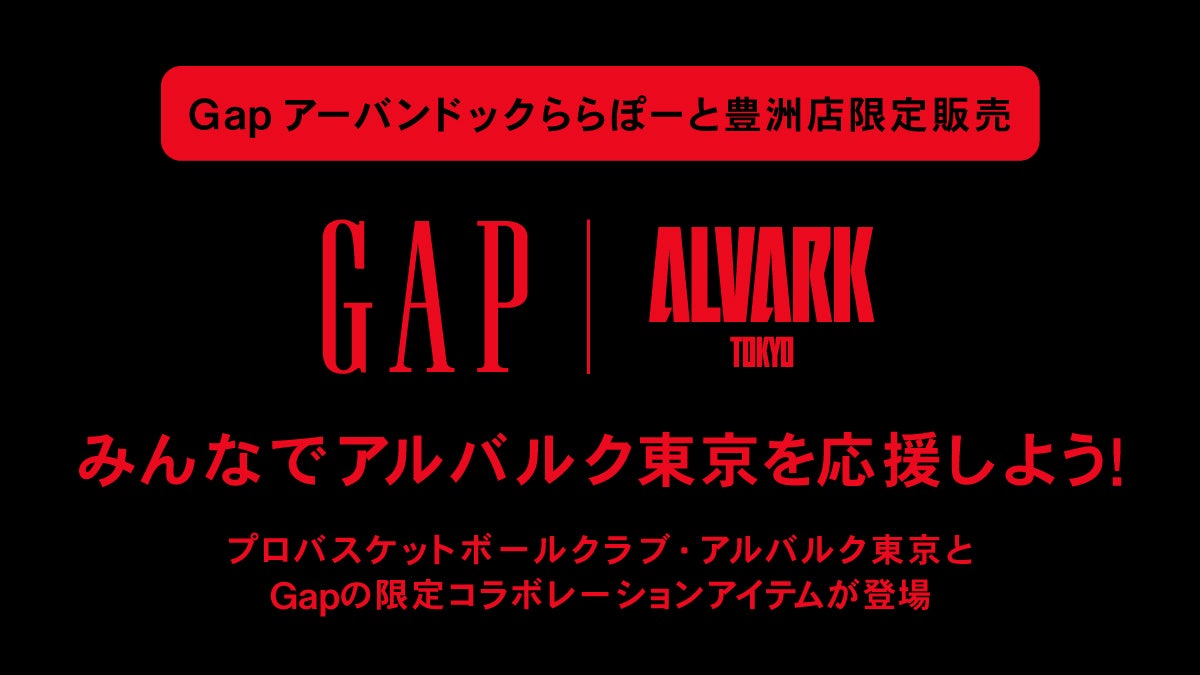 Gap アーバンドックららぽーと豊洲店限定販売
GAP
ALVARK
TOKYO
みんなでアルバルク東京を応援しよう!
プロバスケットボールクラブ・アルバルク東京と
Gapの限定コラボレーションアイテムが登場